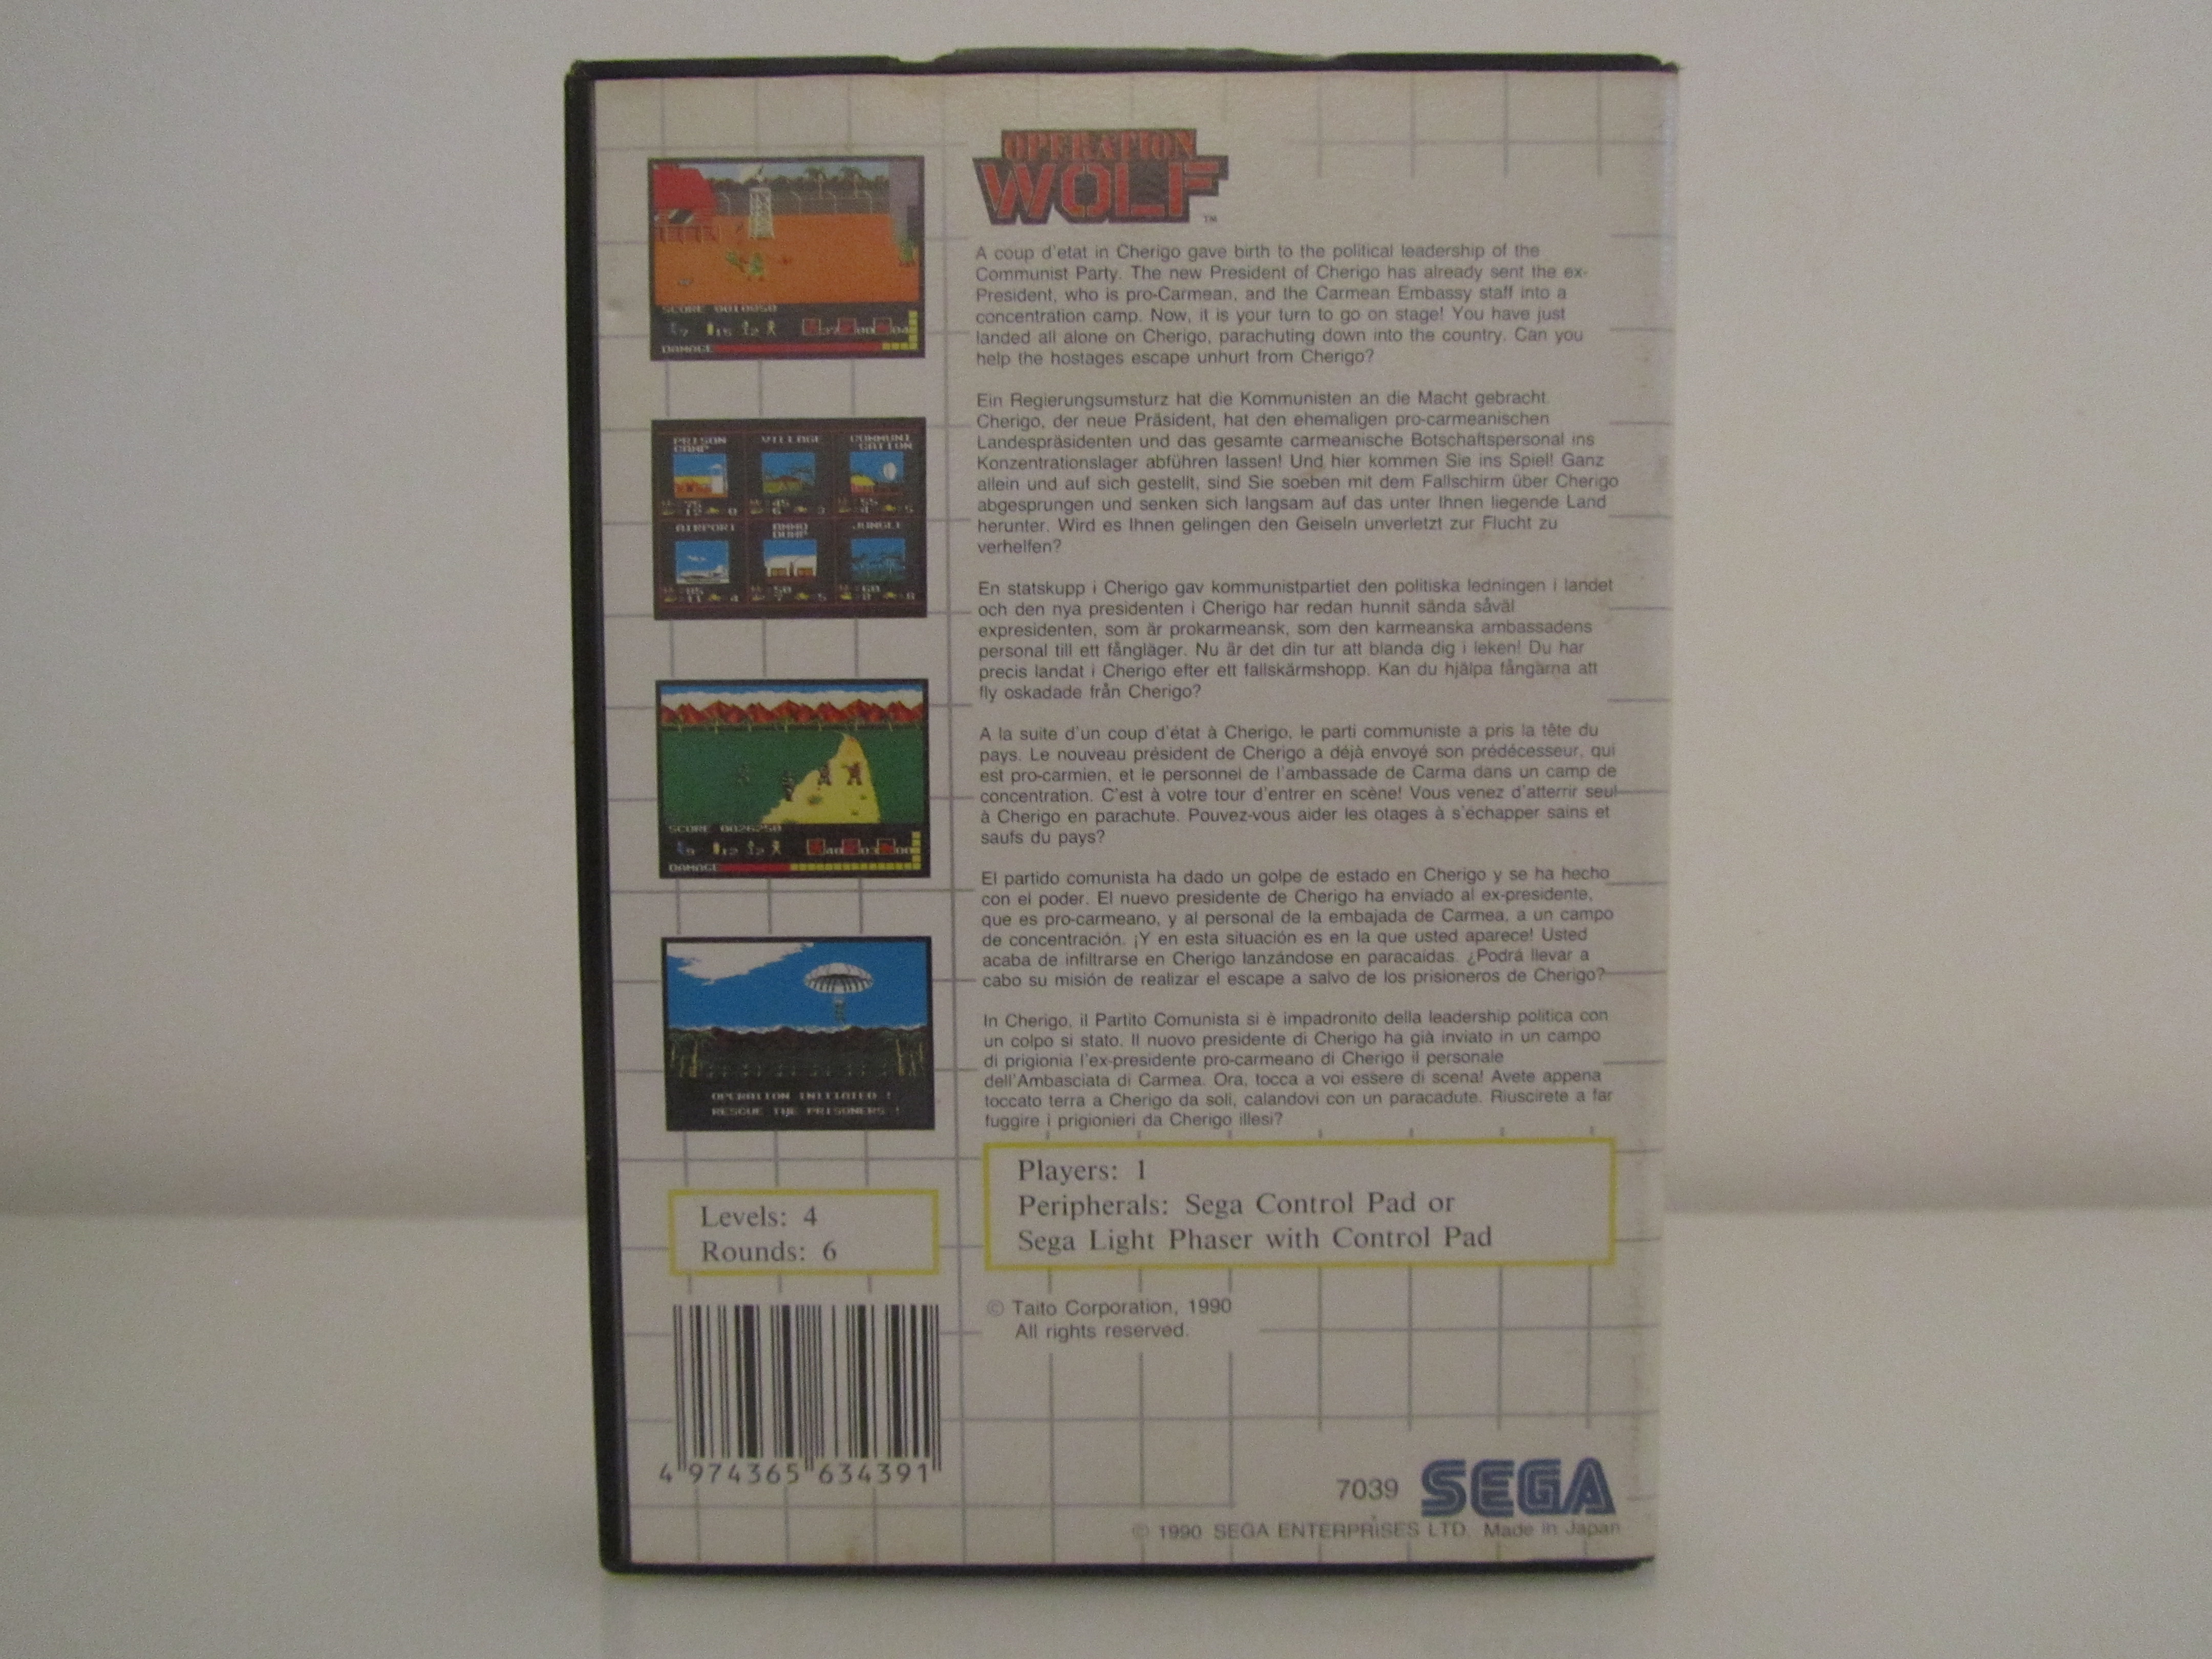 OPERATION
WOLF
™
A coup d'etat in Cherigo gave birth to the political leadership of the
Communist Party. The new President of Cherigo has already sent the ex-
President, who is pro-Carmean, and the Carmean Embassy staff into a
concentration camp. Now, it is your turn to go on stage! You have just
landed all alone on Cherigo, parachuting down into the country. Can you
help the hostages escape unhurt from Cherigo?
Ein Regierungsumsturz hat die Kommunisten an die Macht gebracht.
Cherigo, der neue Präsident, hat den ehemaligen pro-carmeanischen
Landespräsidenten und das gesamte carmeanische Botschaftspersonal ins
Konzentrationslager abführen lassen! Und hier kommen Sie ins Spiel! Ganz
allein und auf sich gestellt, sind Sie soeben mit dem Fallschirm über Cherigo
abgesprungen und senken sich langsam auf das unter Ihnen liegende Land
herunter. Wird es Ihnen gelingen den Geiseln unverletzt zur Flucht zu
verhelfen?
En statskupp i Cherigo gav kommunistpartiet den politiska ledningen i landet
och den nya presidenten i Cherigo har redan hunnit sända såväl
expresidenten, som är prokarmeansk, som den karmeanska ambassadens
personal till ett fångläger. Nu är det din tur att blanda dig i leken! Du har
precis landat i Cherigo efter ett fallskärmshopp. Kan du hjälpa fångarna att
fly oskadade från Cherigo?
A la suite d'un coup d'état à Cherigo, le parti communiste a pris la tête du
pays. Le nouveau président de Cherigo a déjà envoyé son prédécesseur, qui
est pro-carmien, et le personnel de l'ambassade de Carma dans un camp de
concentration. C'est à votre tour d'entrer en scène! Vous venez d'atterrir seul
à Cherigo en parachute. Pouvez-vous aider les otages à s'échapper sains et
saufs du pays?
El partido comunista ha dado un golpe de estado en Cherigo y se ha hecho
con el poder. El nuevo presidente de Cherigo ha enviado al ex-presidente,
que es pro-carmeano, y al personal de la embajada de Carmea, a un campo
de concentración. ¡Y en esta situación es en la que usted aparece! Usted
acaba de infiltrarse en Cherigo lanzándose en paracaídas. ¿Podrá llevar a
cabo su misión de realizar el escape a salvo de los prisioneros de Cherigo?
In Cherigo, il Partito Comunista si è impadronito della leadership politica con
un colpo si stato. Il nuovo presidente di Cherigo ha già inviato in un campo
di prigionia l'ex-presidente pro-carmeano di Cherigo il personale
dell'Ambasciata di Carmea. Ora, tocca a voi essere di scena! Avete appena
toccato terra a Cherigo da soli, calandovi con un paracadute. Riuscirete a far
fuggire i prigionieri da Cherigo illesi?
Players: 1
Peripherals: Sega Control Pad or
Sega Light Phaser with Control Pad
© Taito Corporation, 1990
All rights reserved.
7039 SEGA
© 1990 SEGA ENTERPRISES LTD. Made in Japan
SCORE 0010050
DAMAGE
PRISON CAMP
VILLAGE
COMMUNICATION
AIRPORT
AMMO DUMP
JUNGLE
SCORE 0026250
DAMAGE
OPERATION INITIATED !
RESCUE THE PRISONERS !
Levels: 4
Rounds: 6
4 974365 634391